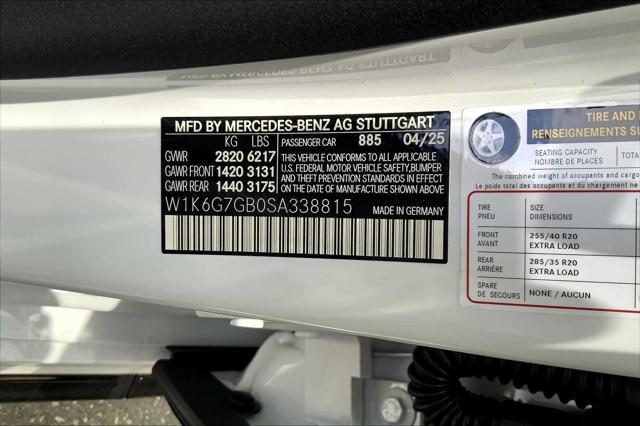 MFD BY MERCEDES-BENZ AG STUTTGART
KG LBS PASSENGER CAR 885 04/25
GVWR 2820 6217
GAWR FRONT 1420 3131
GAWR REAR 1440 3175
THIS VEHICLE CONFORMS TO ALL APPLICABLE
FEDERAL MOTOR VEHICLE SAFETY, BUMPER
AND THEFT PREVENTION STANDARDS IN EFFECT
ON THE DATE OF MANUFACTURE SHOWN ABOVE.
W1K6G7GB0SA338815 MADE IN GERMANY
TIRE AND
RENSEIGNEMENTS SU
SEATING CAPACITY
NOMBRE DE PLACES
TOTA
The combined weight of occupants and cargo
Le poids total des occupants et du chargement ne
TIRE SIZE
PNEU DIMENSIONS
FRONT 255/40 R20
AVANT EXTRA LOAD
REAR 285/35 R20
ARRIÈRE EXTRA LOAD
SPARE NONE / AUCUN
DE SECOURS